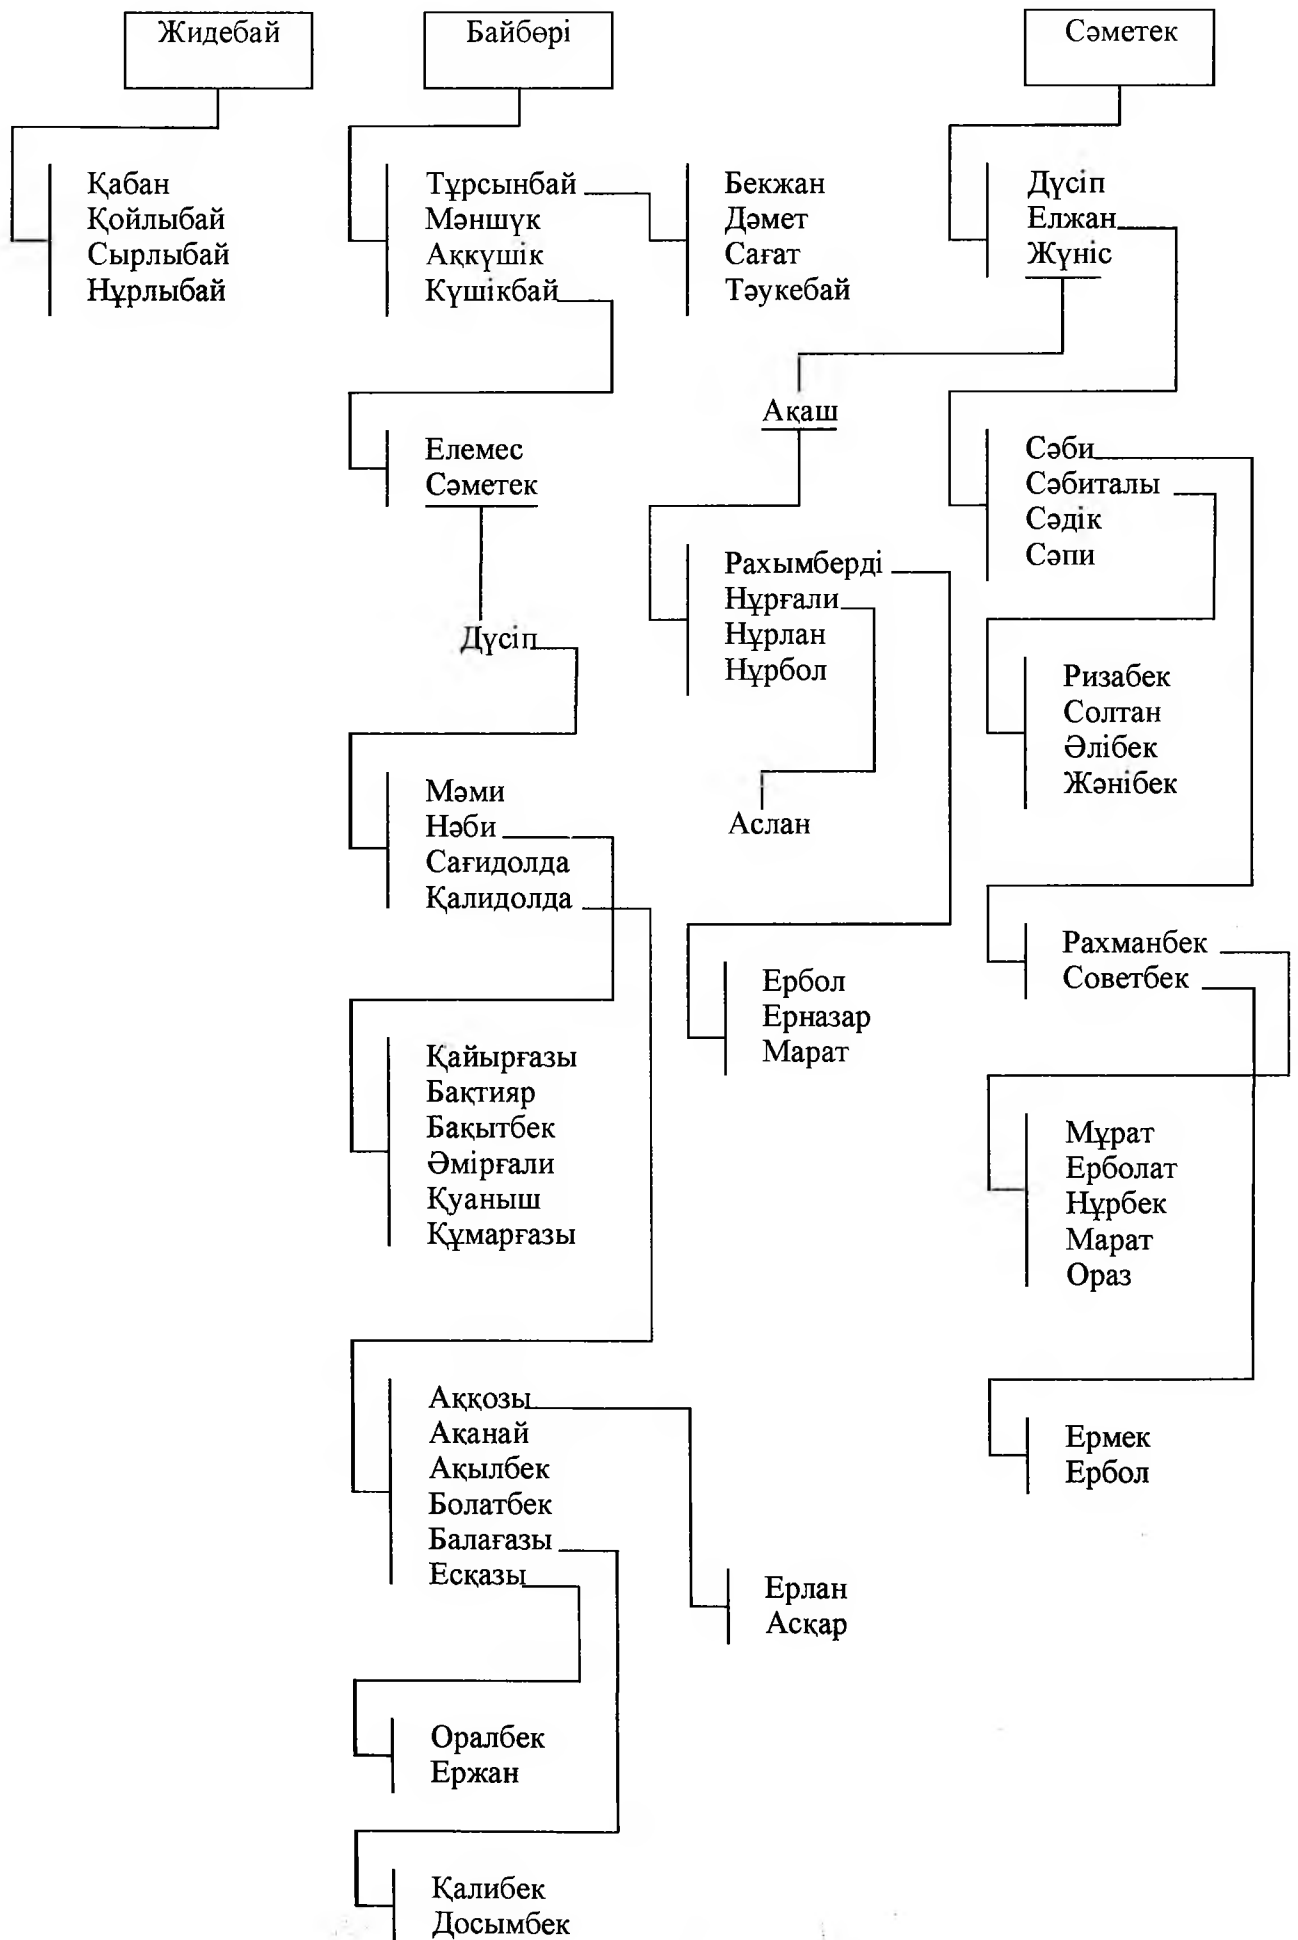 Жидебай
Байбөрі
Сәметек
Қабан
Қойлыбай
Сырлыбай
Нұрлыбай
Тұрсынбай
Мәншүк
Ақкүшік
Күшікбай
Бекжан
Дәмет
Сағат
Тәукебай
Дүсіп
Елжан
Жүніс
Елемес
Сәметек
Ақаш
Сәби
Сәбиталы
Сәдік
Сәпи
Дүсіп
Рахымберді
Нұрғали
Нұрлан
Нұрбол
Ризабек
Солтан
Әлібек
Жәнібек
Мәми
Нәби
Сағидолда
Қалидолда
Аслан
Рахманбек
Советбек
Ербол
Ерназар
Марат
Қайырғазы
Бақтияр
Бақытбек
Әмірғали
Қуаныш
Құмарғазы
Мұрат
Ерболат
Нұрбек
Марат
Ораз
Аққозы
Ақанай
Ақылбек
Болатбек
Балағазы
Есқазы
Ермек
Ербол
Ерлан
Асқар
Оралбек
Ержан
Қалибек
Досымбек